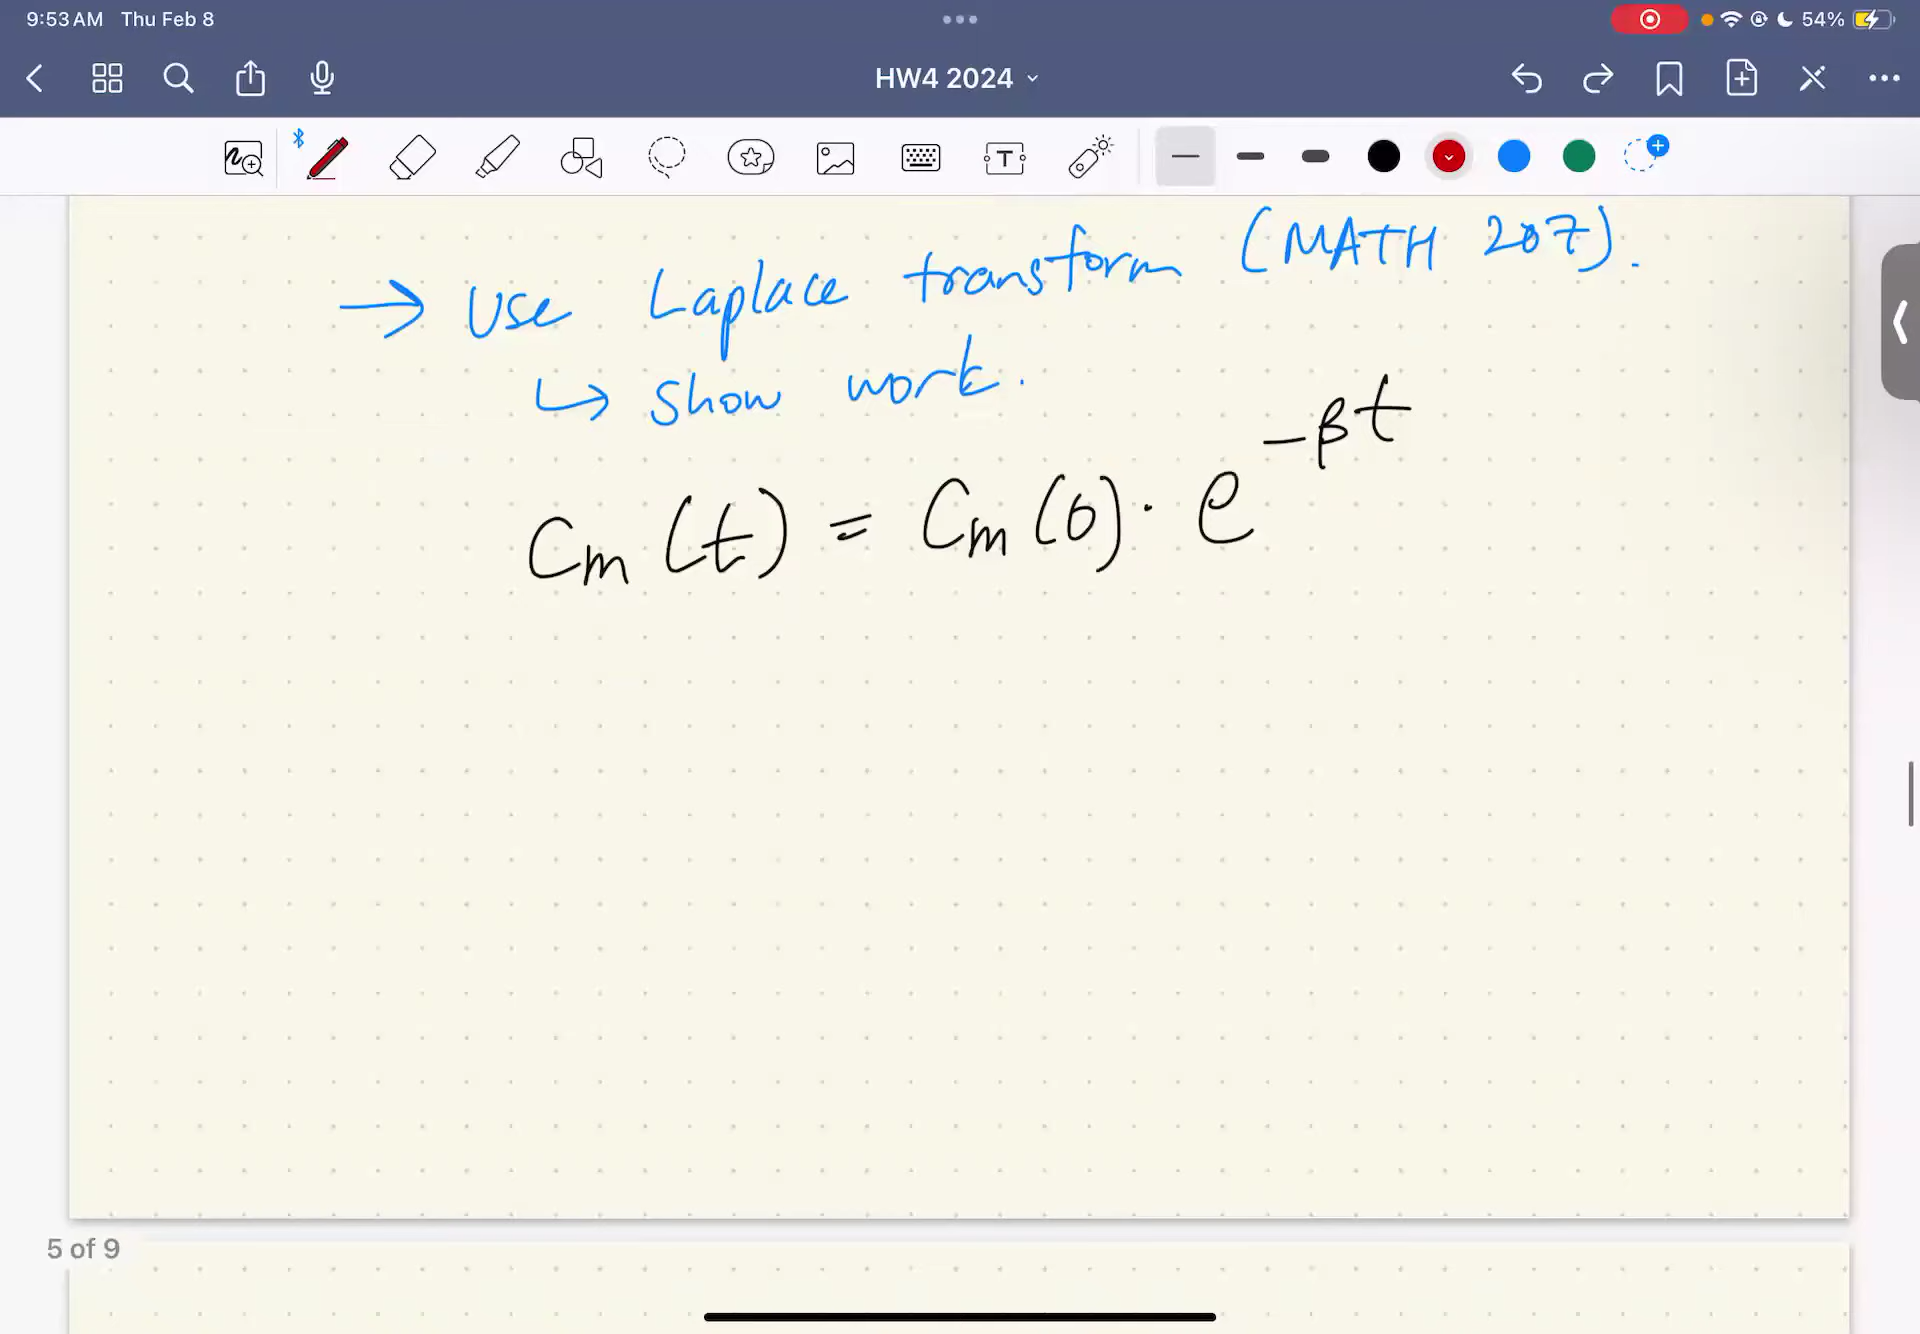 9:53 AM Thu Feb 8
54%
HW4 2024
T
→ Use Laplace transform (MATH 207).
↳ show work.
Cm(t) = Cm(0) · e^-βt
5 of 9